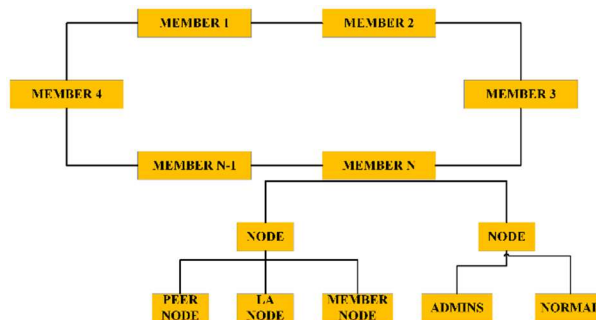 MEMBER 1
MEMBER 2
MEMBER 4
MEMBER 3
MEMBER N-1
MEMBER N
NODE
NODE
PEER
NODE
LA
NODE
MEMBER
NODE
ADMINS
NORMAL